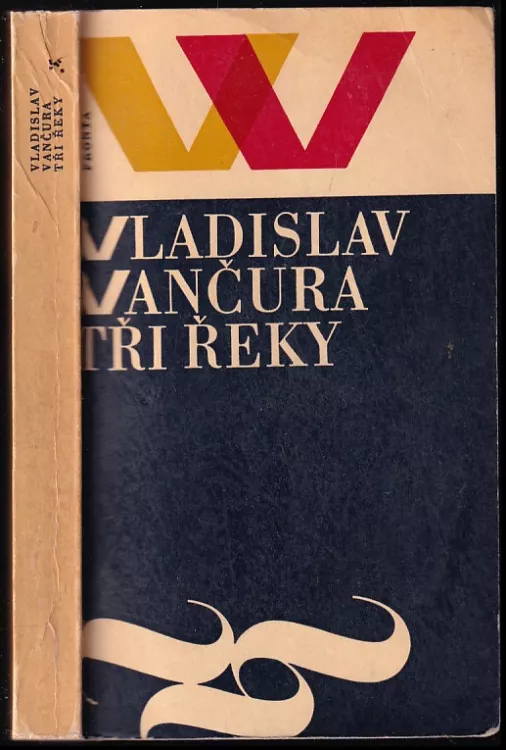 VLADISLAV
VANČURA
TŘI ŘEKY
FRONTA
VLADISLAV
VANČURA
TŘI ŘEKY